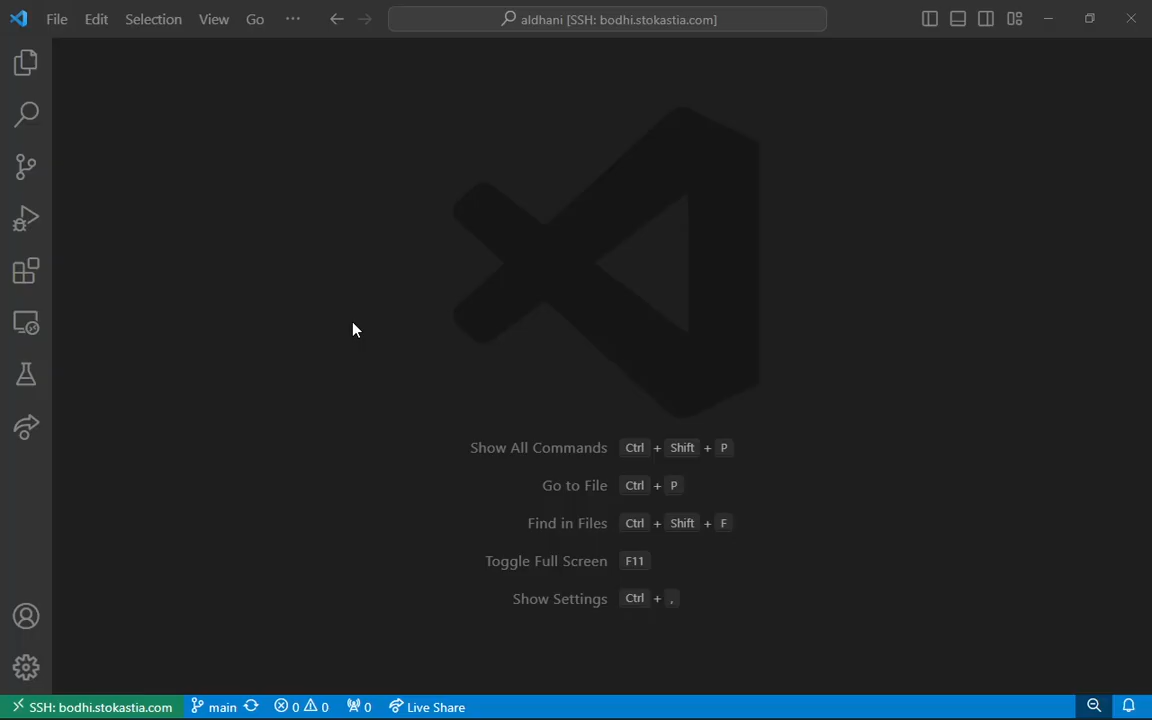 File Edit Selection View Go ··· aldhani [SSH: bodhi.stokastia.com]
Show All Commands Ctrl + Shift + P
Go to File Ctrl + P
Find in Files Ctrl + Shift + F
Toggle Full Screen F11
Show Settings Ctrl + ,
SSH: bodhi.stokastia.com main 0 0 0 Live Share